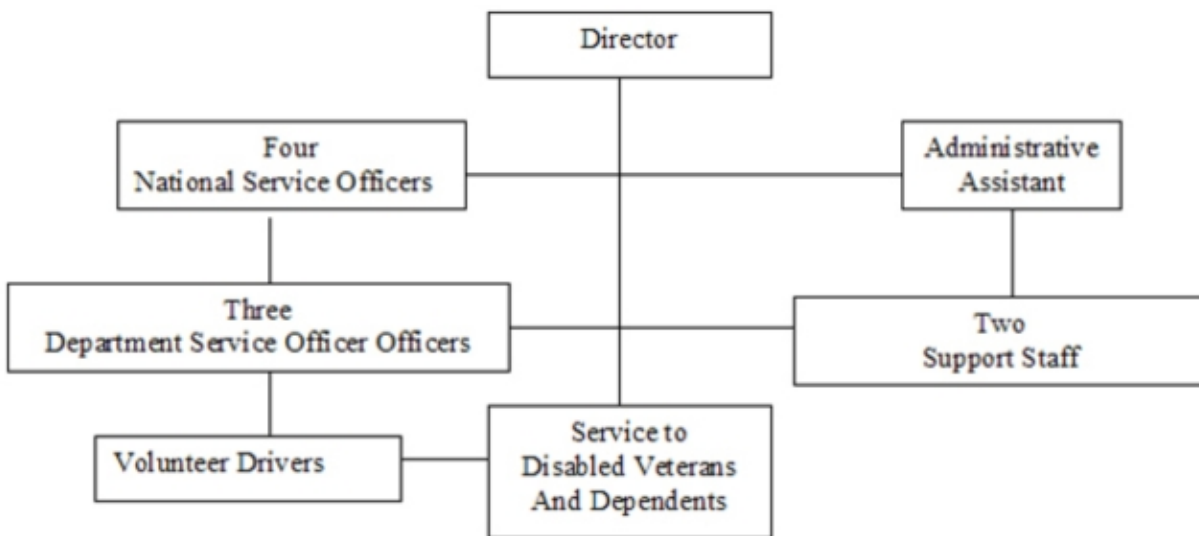 Director
Four
National Service Officers
Administrative
Assistant
Three
Department Service Officer Officers
Two
Support Staff
Volunteer Drivers
Service to
Disabled Veterans
And Dependents